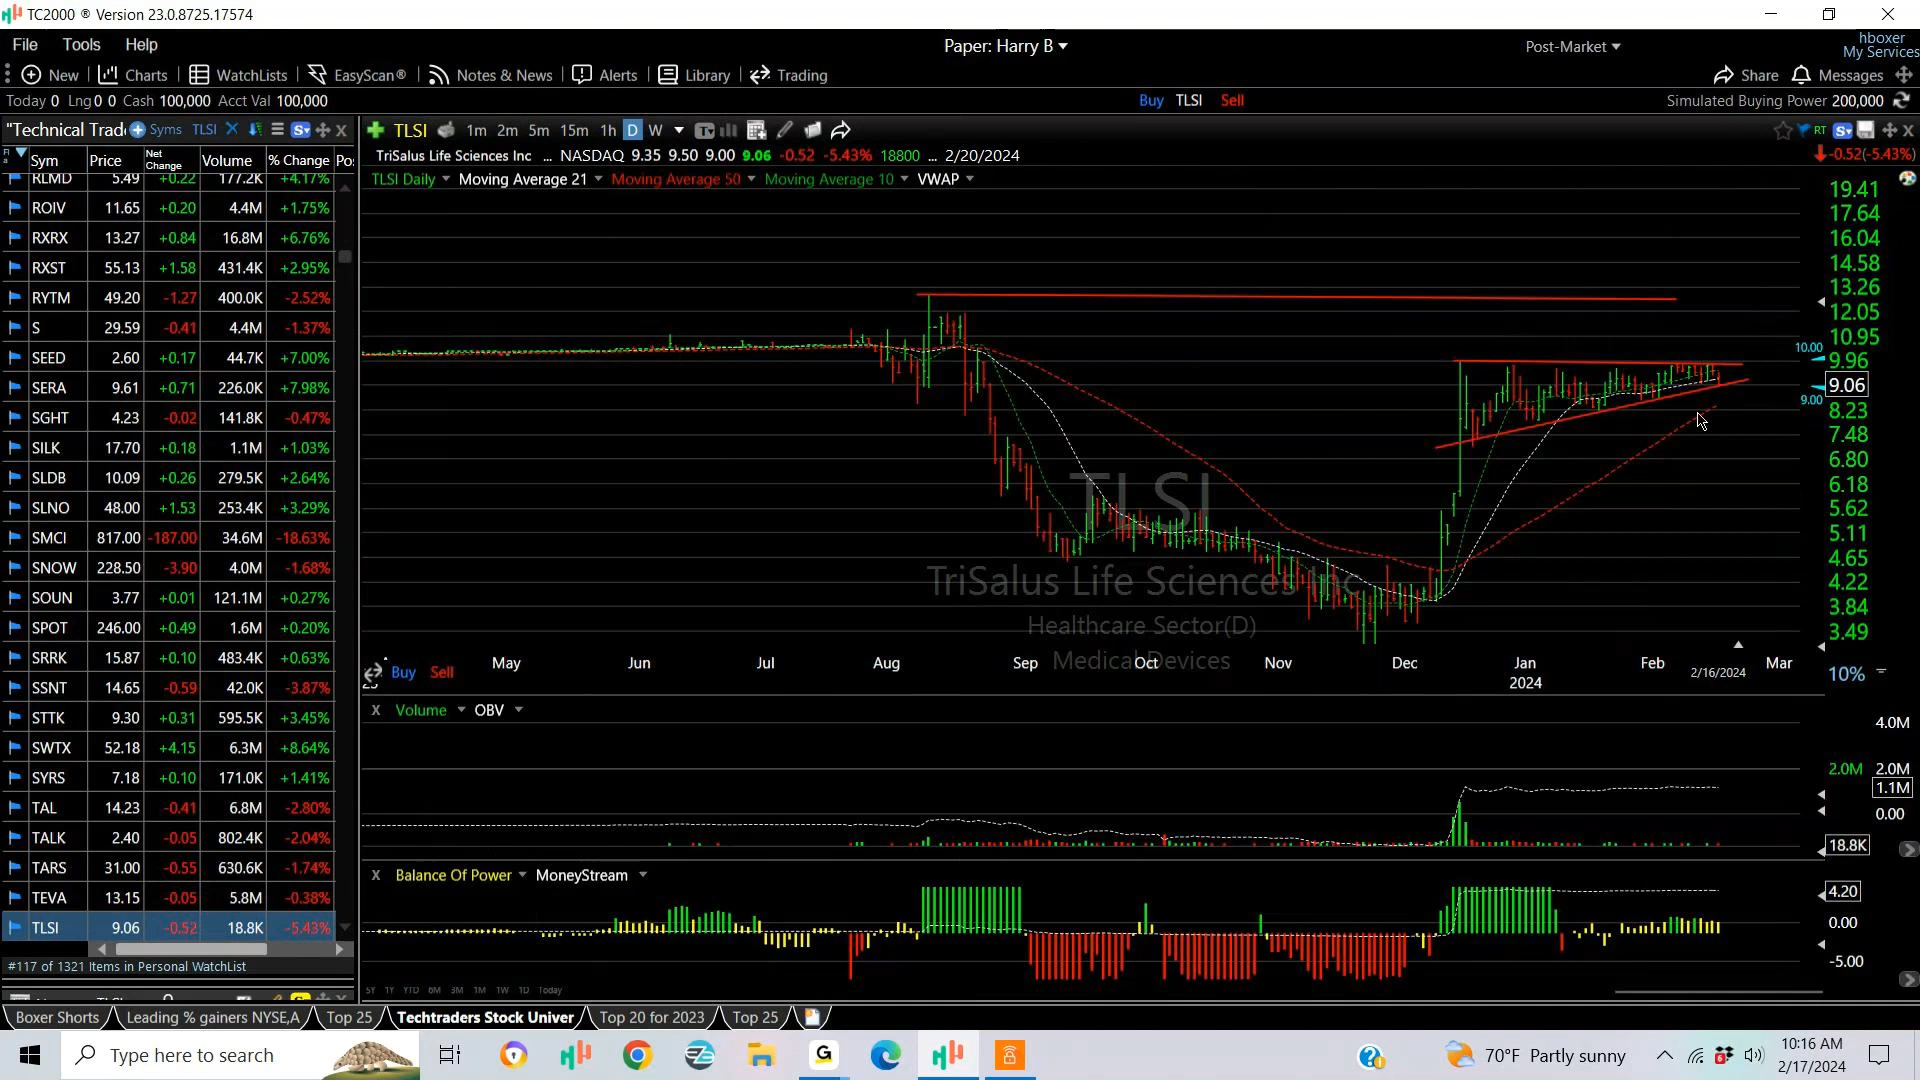 TC2000 ® Version 23.0.8725.17574
File Tools Help
Paper: Harry B
Post-Market
hboxer
My Services
New Charts WatchLists EasyScan® Notes & News Alerts Library Trading
Share Messages
Today 0 Lng 0 0 Cash 100,000 Acct Val 100,000
Buy TLSI Sell
Simulated Buying Power 200,000
"Technical Trade Syms TLSI
TLSI 1m 2m 5m 15m 1h D W
RT
Sym Price Net Change Volume % Change Po
TriSalus Life Sciences Inc ... NASDAQ 9.35 9.50 9.00 9.06 -0.52 -5.43% 18800 ... 2/20/2024
-0.52(-5.43%)
TLSI Daily Moving Average 21 Moving Average 50 Moving Average 10 VWAP
RLMD 5.49 +0.22 177.2K +4.17%
ROIV 11.65 +0.20 4.4M +1.75%
RXRX 13.27 +0.84 16.8M +6.76%
RXST 55.13 +1.58 431.4K +2.95%
RYTM 49.20 -1.27 400.0K -2.52%
S 29.59 -0.41 4.4M -1.37%
SEED 2.60 +0.17 44.7K +7.00%
SERA 9.61 +0.71 226.0K +7.98%
SGHT 4.23 -0.02 141.8K -0.47%
SILK 17.70 +0.18 1.1M +1.03%
SLDB 10.09 +0.26 279.5K +2.64%
SLNO 48.00 +1.53 253.4K +3.29%
SMCI 817.00 -187.00 34.6M -18.63%
SNOW 228.50 -3.90 4.0M -1.68%
SOUN 3.77 +0.01 121.1M +0.27%
SPOT 246.00 +0.49 1.6M +0.20%
SRRK 15.87 +0.10 483.4K +0.63%
SSNT 14.65 -0.59 42.0K -3.87%
STTK 9.30 +0.31 595.5K +3.45%
SWTX 52.18 +4.15 6.3M +8.64%
SYRS 7.18 +0.10 171.0K +1.41%
TAL 14.23 -0.41 6.8M -2.80%
TALK 2.40 -0.05 802.4K -2.04%
TARS 31.00 -0.55 630.6K -1.74%
TEVA 13.15 -0.05 5.8M -0.38%
TLSI 9.06 -0.52 18.8K -5.43%
#117 of 1321 Items in Personal WatchList
19.41
17.64
16.04
14.58
13.26
12.05
10.95
10.00
9.96
9.06
9.00
8.23
7.48
6.80
6.18
5.62
5.11
4.65
4.22
3.84
3.49
10%
TLSI
TriSalus Life Sciences Inc
Healthcare Sector(D)
Medical Devices
May Jun Jul Aug Sep Oct Nov Dec Jan Feb Mar
2024
2/16/2024
Buy Sell
X Volume OBV
4.0M
2.0M 2.0M
1.1M
0.00
18.8K
X Balance Of Power MoneyStream
4.20
0.00
-5.00
5Y 1Y YTD 6M 3M 1M 1W 1D Today
Boxer Shorts Leading % gainers NYSE,A Top 25 Techtraders Stock Univer Top 20 for 2023 Top 25
Type here to search
70°F Partly sunny
10:16 AM
2/17/2024